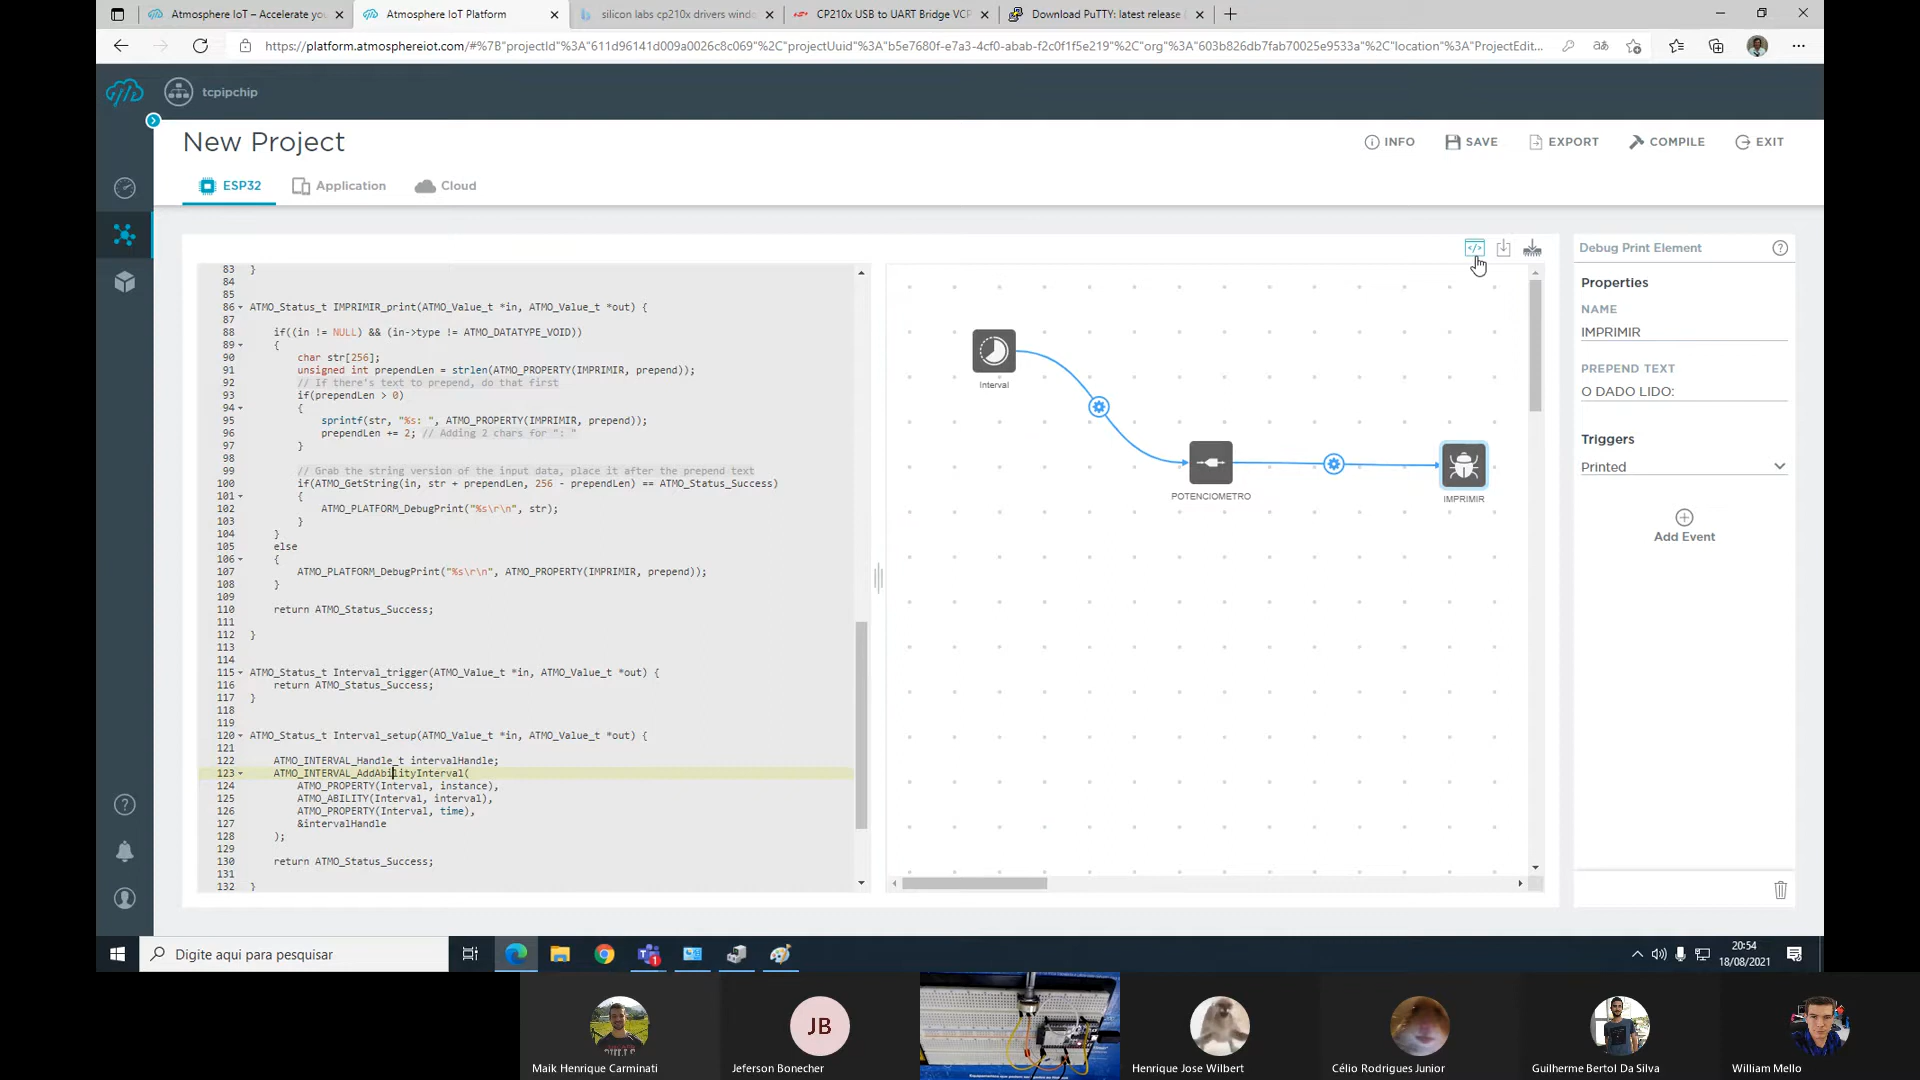 Atmosphere IoT – Accelerate you
Atmosphere IoT Platform
silicon labs cp210x drivers wind
CP210x USB to UART Bridge VCP
Download PuTTY: latest release
https://platform.atmosphereiot.com/#%7B"projectId"%3A"611d96141d009a0026c8c069"%2C"projectUuid"%3A"b5e7680f-e7a3-4cf0-abab-f2c0f1f5e219"%2C"org"%3A"603b826db7fab70025e9533a"%2C"location"%3A"ProjectEdit...
tcpipchip
New Project
INFO
SAVE
EXPORT
COMPILE
EXIT
ESP32
Application
Cloud
83 }
84
85
86 ATMO_Status_t IMPRIMIR_print(ATMO_Value_t *in, ATMO_Value_t *out) {
87
88 if((in != NULL) && (in->type != ATMO_DATATYPE_VOID))
89 {
90 char str[256];
91 unsigned int prependLen = strlen(ATMO_PROPERTY(IMPRIMIR, prepend));
92 // If there's text to prepend, do that first
93 if(prependLen > 0)
94 {
95 sprintf(str, "%s: ", ATMO_PROPERTY(IMPRIMIR, prepend));
96 prependLen += 2; // Adding 2 chars for ": "
97 }
98
99 // Grab the string version of the input data, place it after the prepend text
100 if(ATMO_GetString(in, str + prependLen, 256 - prependLen) == ATMO_Status_Success)
101 {
102 ATMO_PLATFORM_DebugPrint("%s\r\n", str);
103 }
104 }
105 else
106 {
107 ATMO_PLATFORM_DebugPrint("%s\r\n", ATMO_PROPERTY(IMPRIMIR, prepend));
108 }
109
110 return ATMO_Status_Success;
111
112 }
113
114
115 ATMO_Status_t Interval_trigger(ATMO_Value_t *in, ATMO_Value_t *out) {
116 return ATMO_Status_Success;
117 }
118
119
120 ATMO_Status_t Interval_setup(ATMO_Value_t *in, ATMO_Value_t *out) {
121
122 ATMO_INTERVAL_Handle_t intervalHandle;
123 ATMO_INTERVAL_AddAbilityInterval(
124 ATMO_PROPERTY(Interval, instance),
125 ATMO_ABILITY(Interval, interval),
126 ATMO_PROPERTY(Interval, time),
127 &intervalHandle
128 );
129
130 return ATMO_Status_Success;
131
132 }
Interval
POTENCIOMETRO
IMPRIMIR
Debug Print Element
Properties
NAME
IMPRIMIR
PREPEND TEXT
O DADO LIDO:
Triggers
Printed
Add Event
Digite aqui para pesquisar
1
20:54
18/08/2021
Maik Henrique Carminati
JB
Jeferson Bonecher
Henrique Jose Wilbert
Célio Rodrigues Junior
Guilherme Bertol Da Silva
William Mello